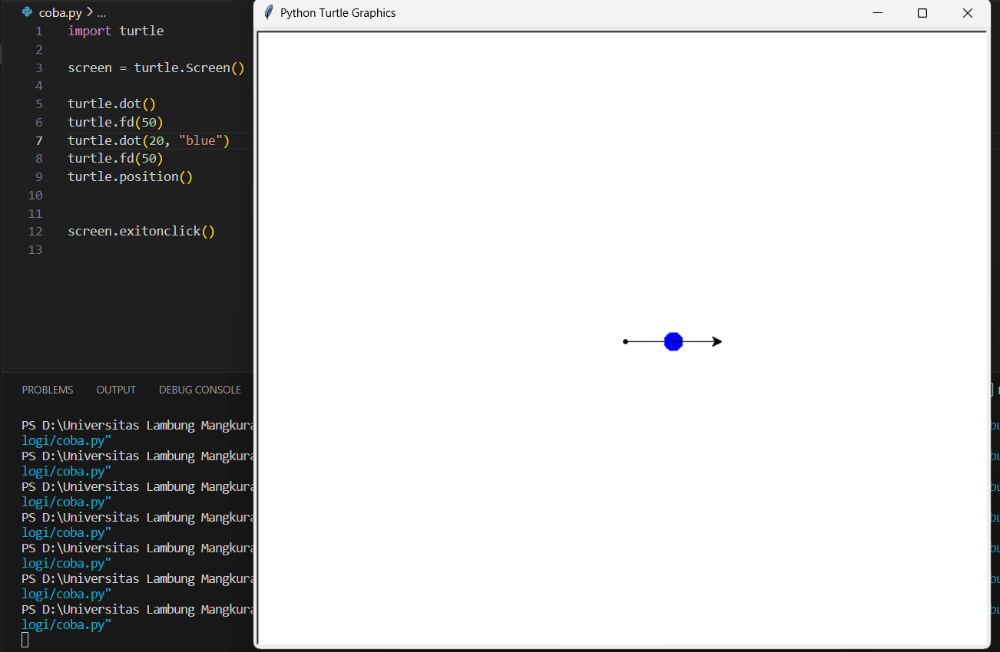 coba.py > ...
1 import turtle
2
3 screen = turtle.Screen()
4
5 turtle.dot()
6 turtle.fd(50)
7 turtle.dot(20, "blue")
8 turtle.fd(50)
9 turtle.position()
10
11
12 screen.exitonclick()
13
Python Turtle Graphics
PROBLEMS OUTPUT DEBUG CONSOLE
PS D:\Universitas Lambung Mangkura
logi/coba.py"
PS D:\Universitas Lambung Mangkura
logi/coba.py"
PS D:\Universitas Lambung Mangkura
logi/coba.py"
PS D:\Universitas Lambung Mangkura
logi/coba.py"
PS D:\Universitas Lambung Mangkura
logi/coba.py"
PS D:\Universitas Lambung Mangkura
logi/coba.py"
PS D:\Universitas Lambung Mangkura
logi/coba.py"